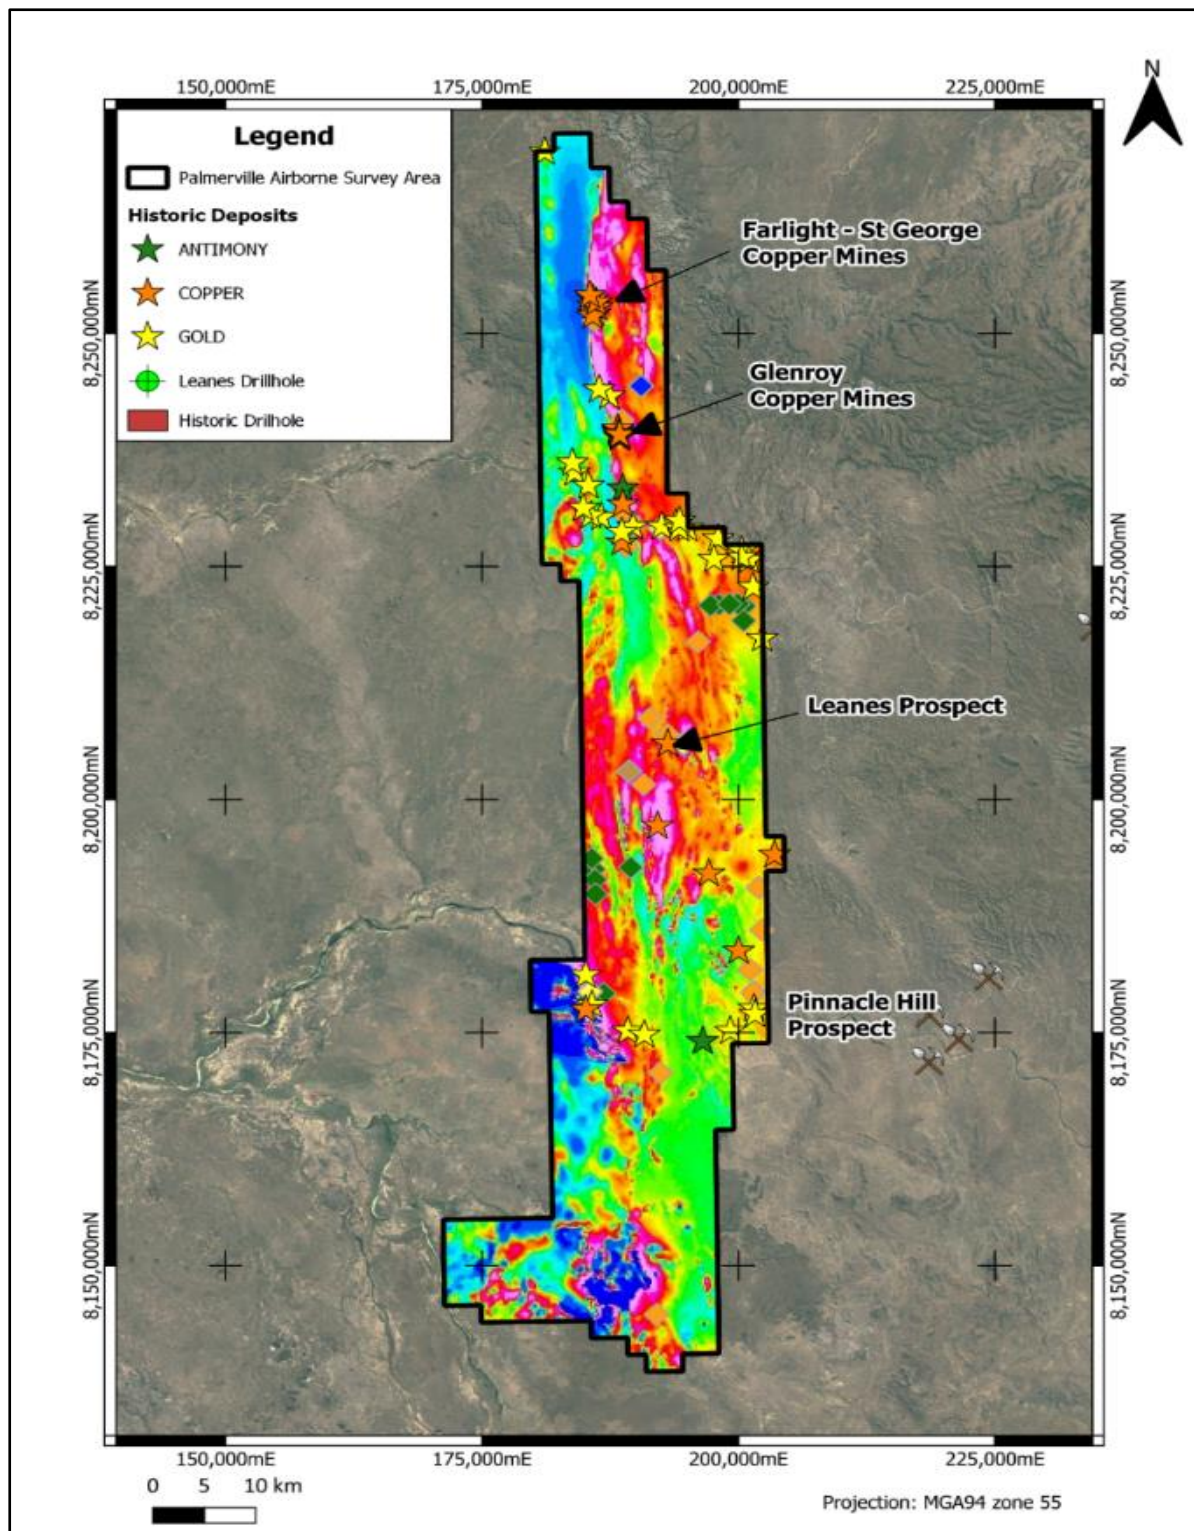 N
150,000mE 175,000mE 200,000mE 225,000mE
Legend
Palmerville Airborne Survey Area
Historic Deposits
ANTIMONY
COPPER
GOLD
Leanes Drillhole
Historic Drilhole
Farlight - St George
Copper Mines
8,250,000mN 8,250,000mN
Glenroy
Copper Mines
8,225,000mN 8,225,000mN
Leanes Prospect
8,200,000mN 8,200,000mN
Pinnacle Hill
Prospect
8,175,000mN 8,175,000mN
8,150,000mN 8,150,000mN
150,000mE 175,000mE 200,000mE 225,000mE
0 5 10 km
Projection: MGA94 zone 55